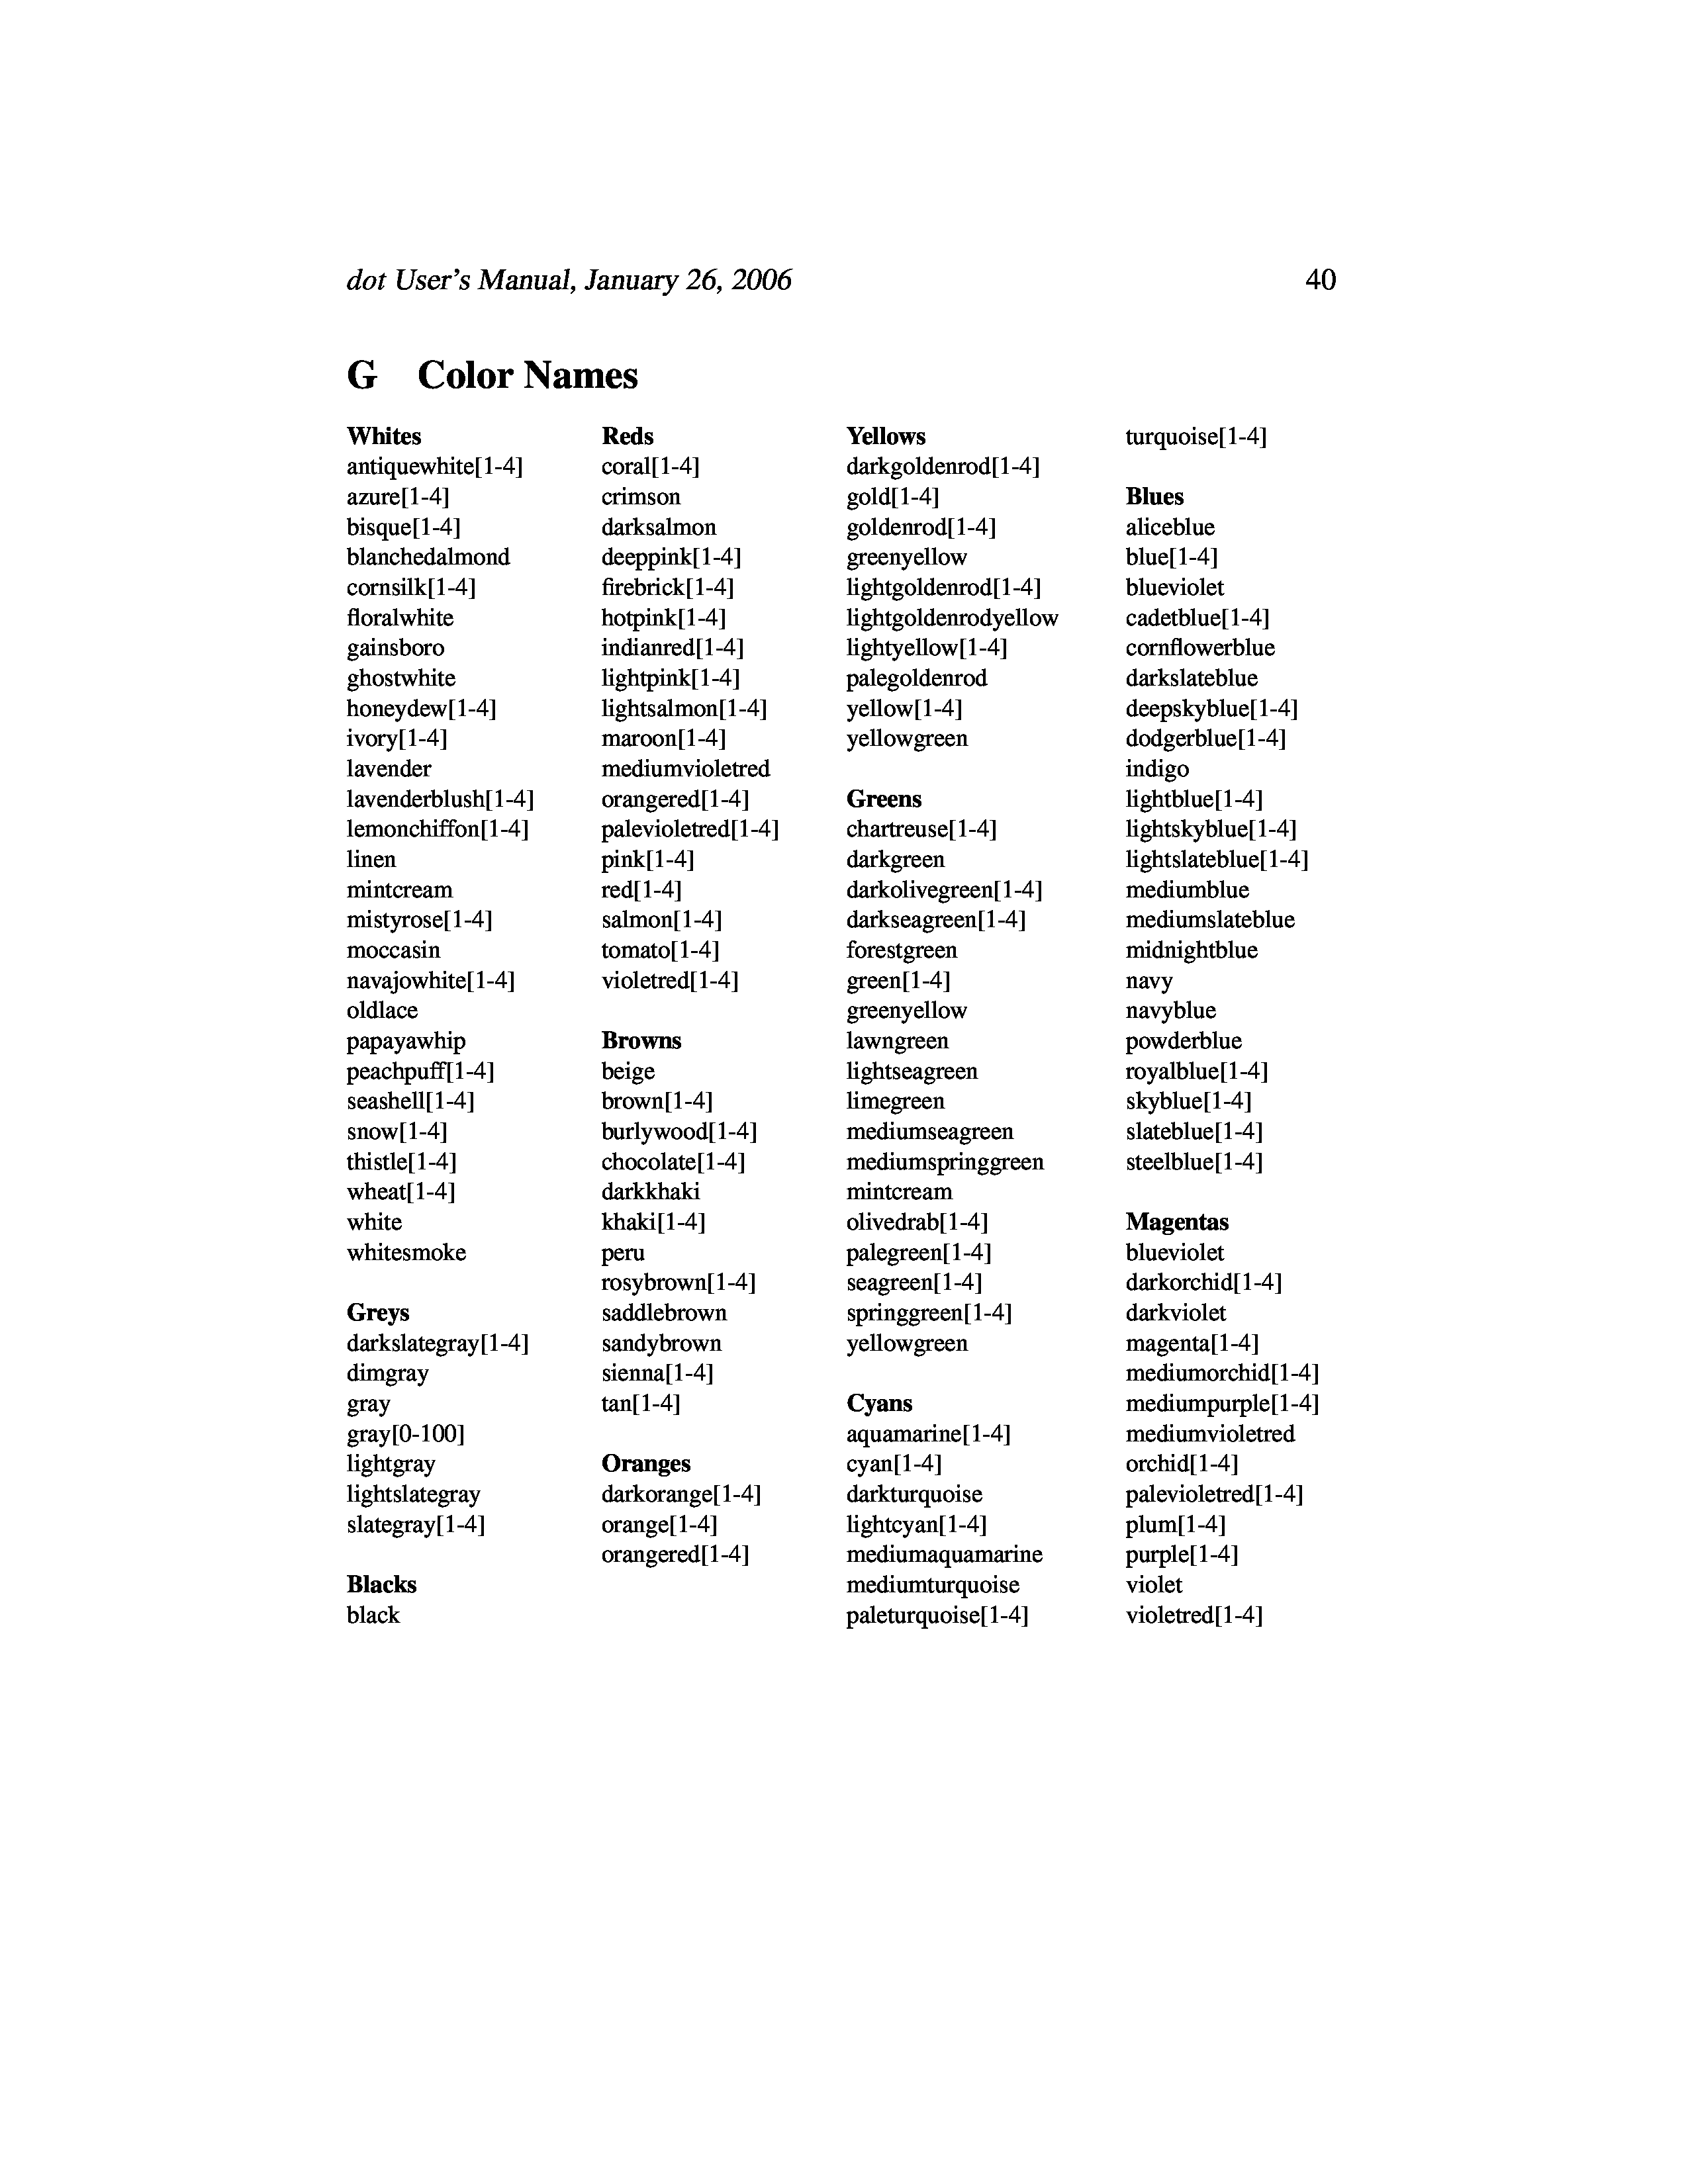 dot User's Manual, January 26, 2006 40
G Color Names
Whites
antiquewhite[1-4]
azure[1-4]
bisque[1-4]
blanchedalmond
cornsilk[1-4]
floralwhite
gainsboro
ghostwhite
honeydew[1-4]
ivory[1-4]
lavender
lavenderblush[1-4]
lemonchiffon[1-4]
linen
mintcream
mistyrose[1-4]
moccasin
navajowhite[1-4]
oldlace
papayawhip
peachpuff[1-4]
seashell[1-4]
snow[1-4]
thistle[1-4]
wheat[1-4]
white
whitesmoke
Greys
darkslategray[1-4]
dimgray
gray
gray[0-100]
lightgray
lightslategray
slategray[1-4]
Blacks
black
Reds
coral[1-4]
crimson
darksalmon
deeppink[1-4]
firebrick[1-4]
hotpink[1-4]
indianred[1-4]
lightpink[1-4]
lightsalmon[1-4]
maroon[1-4]
mediumvioletred
orangered[1-4]
palevioletred[1-4]
pink[1-4]
red[1-4]
salmon[1-4]
tomato[1-4]
violetred[1-4]
Browns
beige
brown[1-4]
burlywood[1-4]
chocolate[1-4]
darkkhaki
khaki[1-4]
peru
rosybrown[1-4]
saddlebrown
sandybrown
sienna[1-4]
tan[1-4]
Oranges
darkorange[1-4]
orange[1-4]
orangered[1-4]
Yellows
darkgoldenrod[1-4]
gold[1-4]
goldenrod[1-4]
greenyellow
lightgoldenrod[1-4]
lightgoldenrodyellow
lightyellow[1-4]
palegoldenrod
yellow[1-4]
yellowgreen
Greens
chartreuse[1-4]
darkgreen
darkolivegreen[1-4]
darkseagreen[1-4]
forestgreen
green[1-4]
greenyellow
lawngreen
lightseagreen
limegreen
mediumseagreen
mediumspringgreen
mintcream
olivedrab[1-4]
palegreen[1-4]
seagreen[1-4]
springgreen[1-4]
yellowgreen
Cyans
aquamarine[1-4]
cyan[1-4]
darkturquoise
lightcyan[1-4]
mediumaquamarine
mediumturquoise
paleturquoise[1-4]
turquoise[1-4]
Blues
aliceblue
blue[1-4]
blueviolet
cadetblue[1-4]
cornflowerblue
darkslateblue
deepskyblue[1-4]
dodgerblue[1-4]
indigo
lightblue[1-4]
lightskyblue[1-4]
lightslateblue[1-4]
mediumblue
mediumslateblue
midnightblue
navy
navyblue
powderblue
royalblue[1-4]
skyblue[1-4]
slateblue[1-4]
steelblue[1-4]
Magentas
blueviolet
darkorchid[1-4]
darkviolet
magenta[1-4]
mediumorchid[1-4]
mediumpurple[1-4]
mediumvioletred
orchid[1-4]
palevioletred[1-4]
plum[1-4]
purple[1-4]
violet
violetred[1-4]